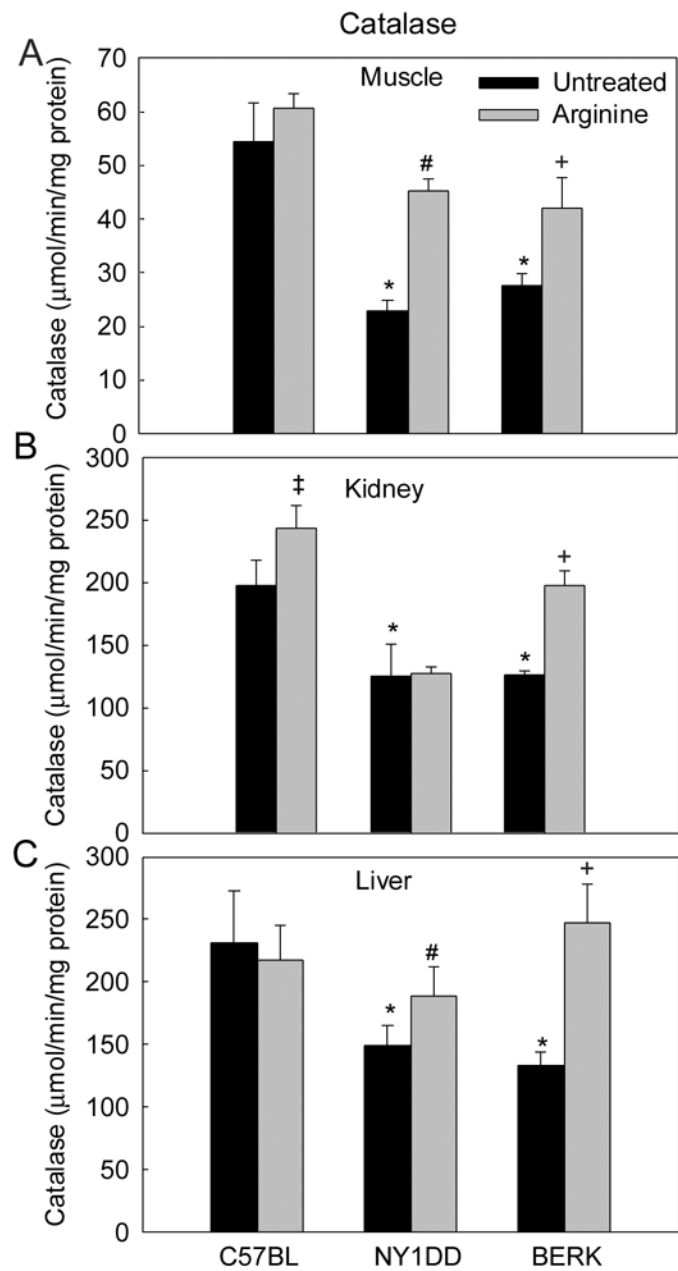 Catalase
A
Muscle
Untreated
Arginine
Catalase (μmol/min/mg protein)
70
60
50
40
30
20
10
0
*
#
*
+
B
Kidney
Catalase (μmol/min/mg protein)
300
250
200
150
100
50
0
‡
*
*
+
C
Liver
Catalase (μmol/min/mg protein)
300
250
200
150
100
50
0
*
#
*
+
C57BL NY1DD BERK